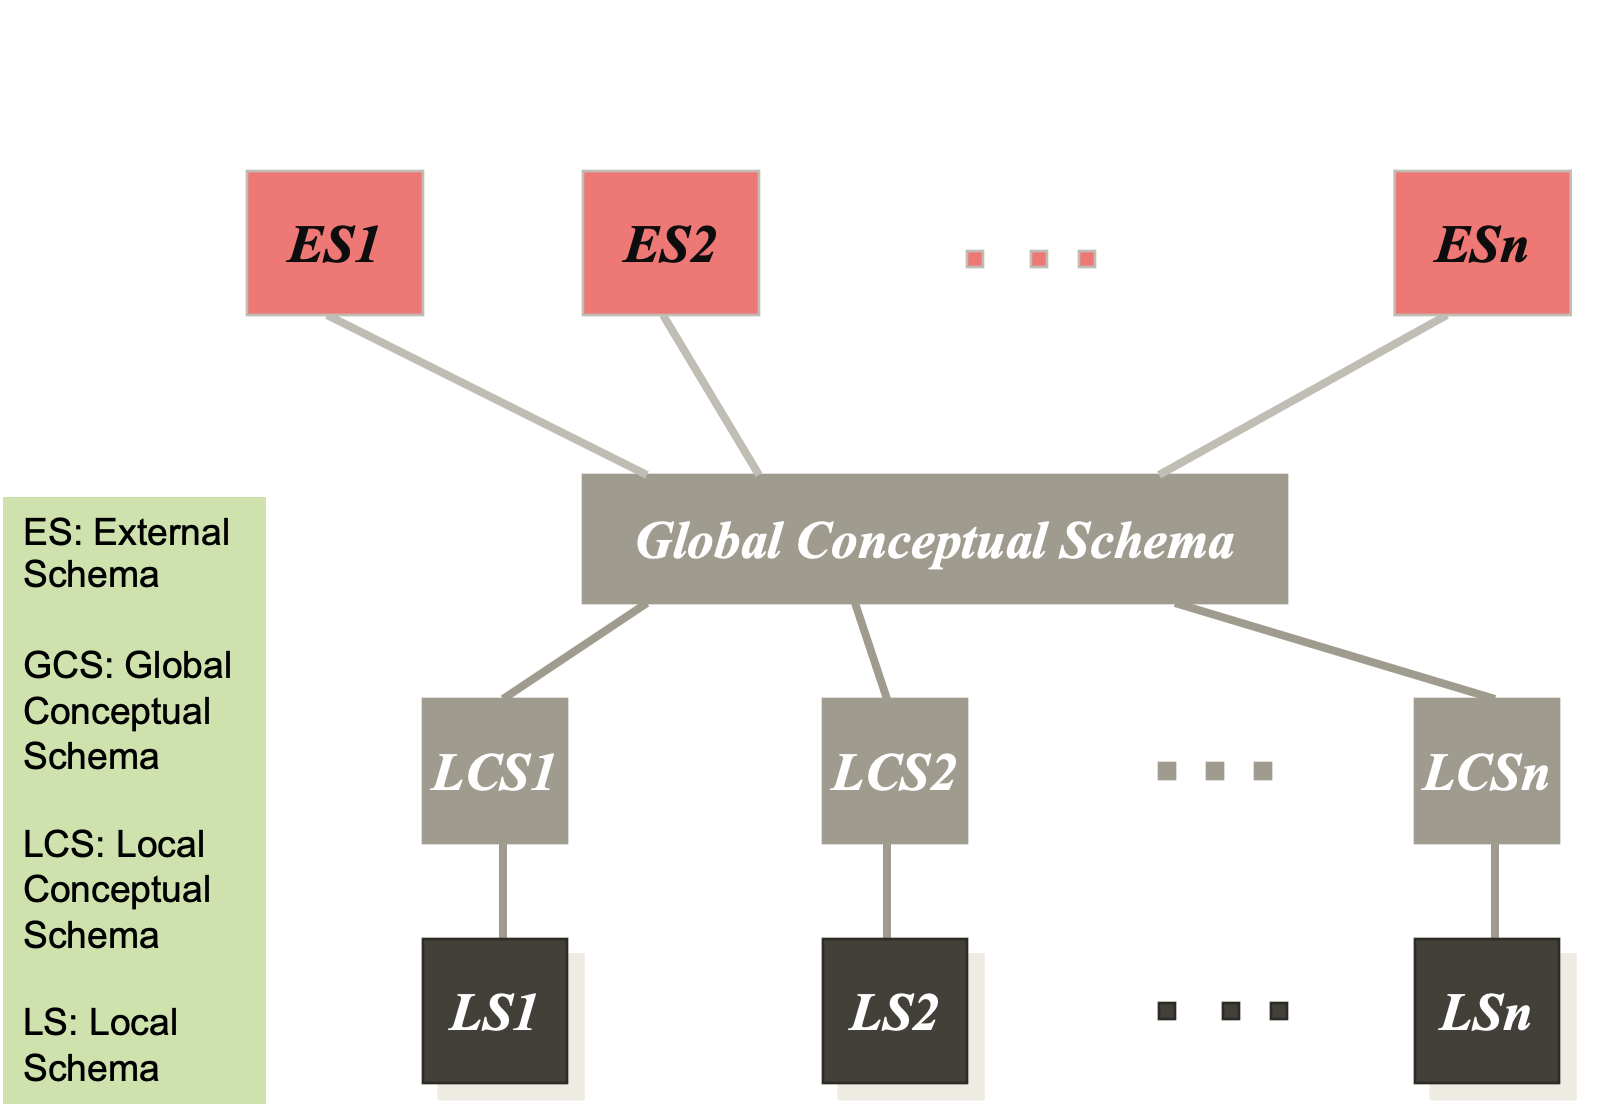 ES1
ES2
ESn
Global Conceptual Schema
LCS1
LCS2
LCSn
LS1
LS2
LSn
ES: External
Schema
GCS: Global
Conceptual
Schema
LCS: Local
Conceptual
Schema
LS: Local
Schema